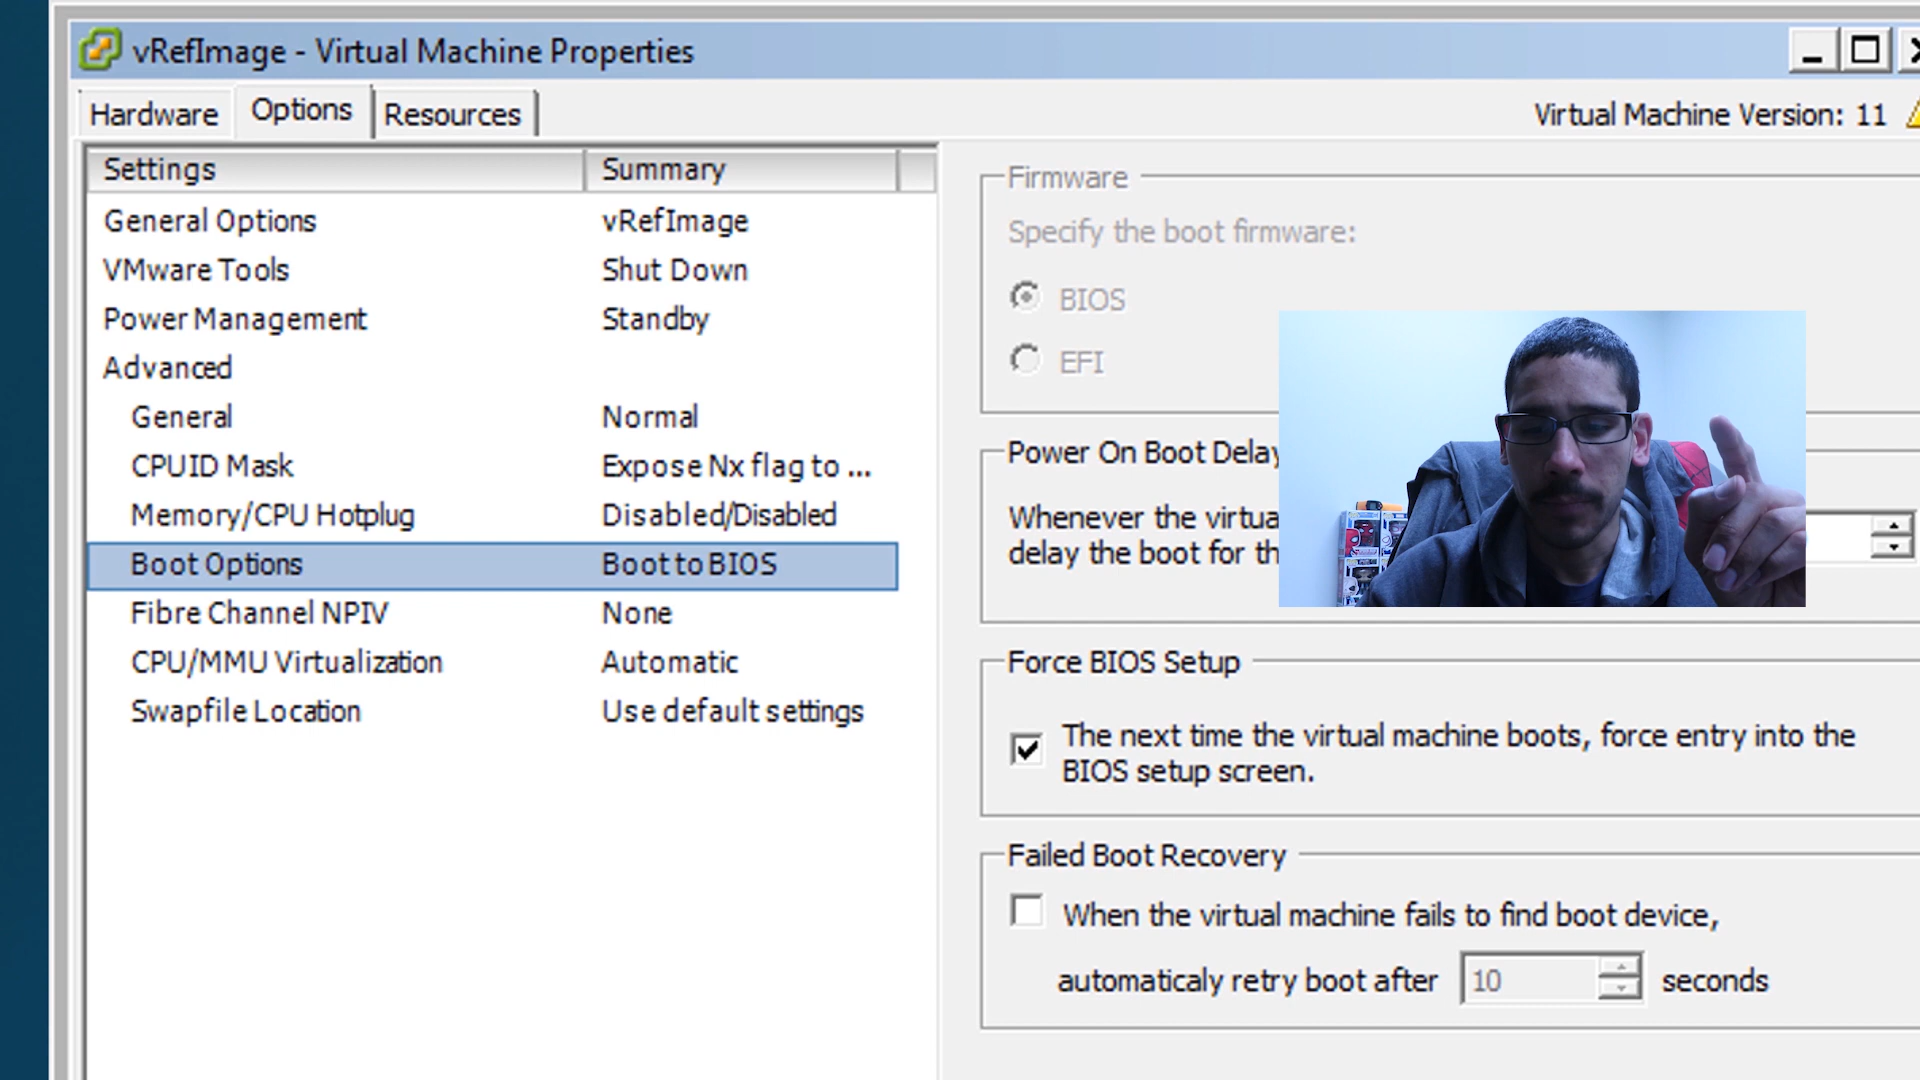 vRefImage - Virtual Machine Properties
Hardware
Options
Resources
Virtual Machine Version: 11
Settings
Summary
General Options
vRefImage
VMware Tools
Shut Down
Power Management
Standby
Advanced
General
Normal
CPUID Mask
Expose Nx flag to ...
Memory/CPU Hotplug
Disabled/Disabled
Boot Options
Boot to BIOS
Fibre Channel NPIV
None
CPU/MMU Virtualization
Automatic
Swapfile Location
Use default settings
Firmware
Specify the boot firmware:
BIOS
EFI
Power On Boot Delay
Whenever the virtua
delay the boot for th
Force BIOS Setup
The next time the virtual machine boots, force entry into the
BIOS setup screen.
Failed Boot Recovery
When the virtual machine fails to find boot device,
automaticaly retry boot after 10 seconds